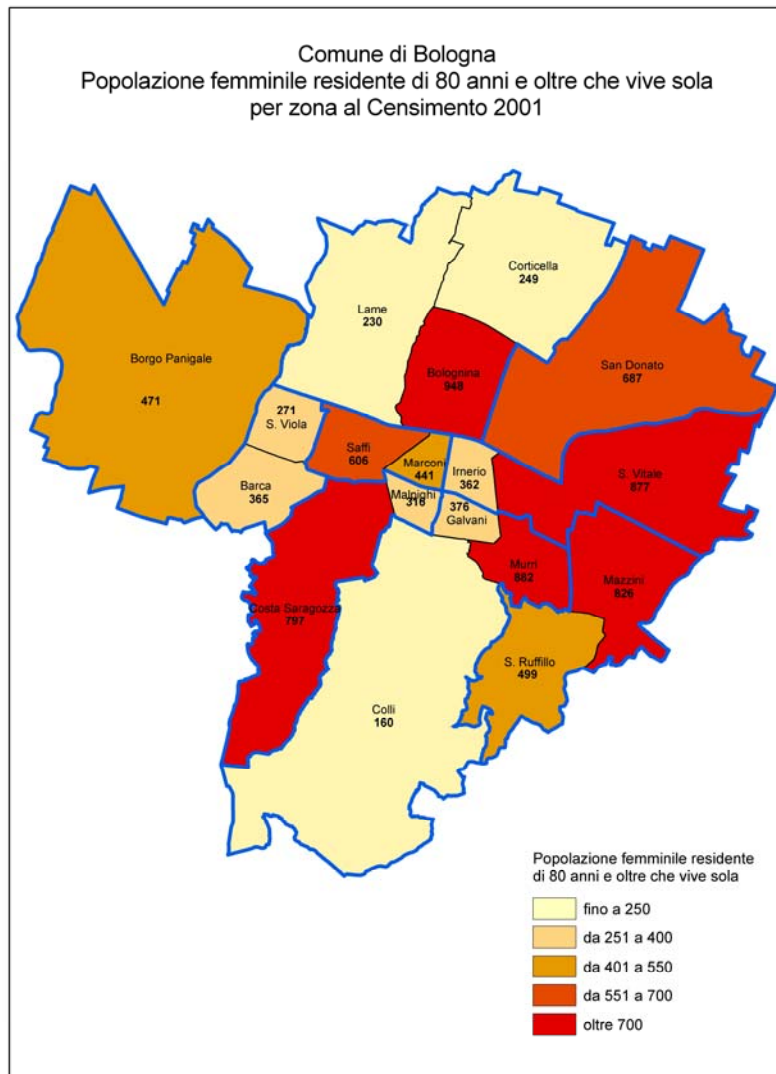 Comune di Bologna
Popolazione femminile residente di 80 anni e oltre che vive sola
per zona al Censimento 2001
Corticella
249
Lame
230
Borgo Panigale
471
Bolognina
948
San Donato
687
271
S. Viola
Saffi
606
Marconi
441
Irnerio
362
S. Vitale
877
Barca
365
Malpighi
316
376
Galvani
Murri
882
Mazzini
826
Costa Saragozza
797
S. Ruffillo
499
Colli
160
Popolazione femminile residente
di 80 anni e oltre che vive sola
fino a 250
da 251 a 400
da 401 a 550
da 551 a 700
oltre 700